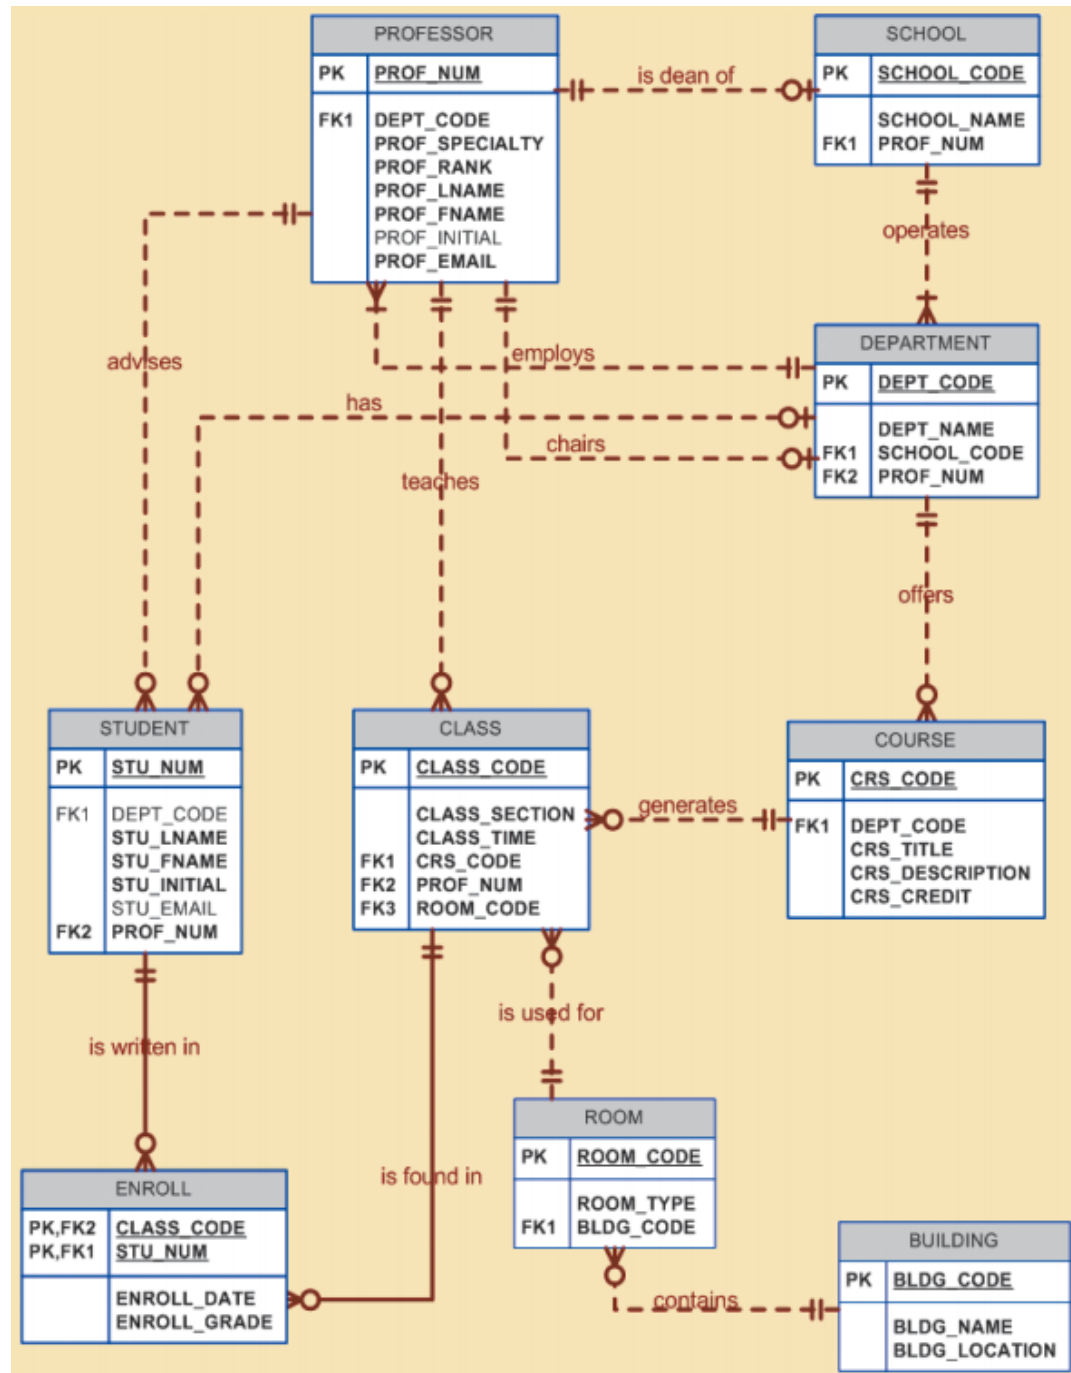 PROFESSOR
PK PROF_NUM
FK1 DEPT_CODE
PROF_SPECIALTY
PROF_RANK
PROF_LNAME
PROF_FNAME
PROF_INITIAL
PROF_EMAIL
is dean of
SCHOOL
PK SCHOOL_CODE
SCHOOL_NAME
FK1 PROF_NUM
operates
advises
employs
has
chairs
teaches
DEPARTMENT
PK DEPT_CODE
DEPT_NAME
FK1 SCHOOL_CODE
FK2 PROF_NUM
offers
STUDENT
PK STU_NUM
FK1 DEPT_CODE
STU_LNAME
STU_FNAME
STU_INITIAL
STU_EMAIL
FK2 PROF_NUM
CLASS
PK CLASS_CODE
CLASS_SECTION
CLASS_TIME
FK1 CRS_CODE
FK2 PROF_NUM
FK3 ROOM_CODE
generates
COURSE
PK CRS_CODE
FK1 DEPT_CODE
CRS_TITLE
CRS_DESCRIPTION
CRS_CREDIT
is written in
is used for
is found in
ROOM
PK ROOM_CODE
ROOM_TYPE
FK1 BLDG_CODE
ENROLL
PK,FK2 CLASS_CODE
PK,FK1 STU_NUM
ENROLL_DATE
ENROLL_GRADE
contains
BUILDING
PK BLDG_CODE
BLDG_NAME
BLDG_LOCATION